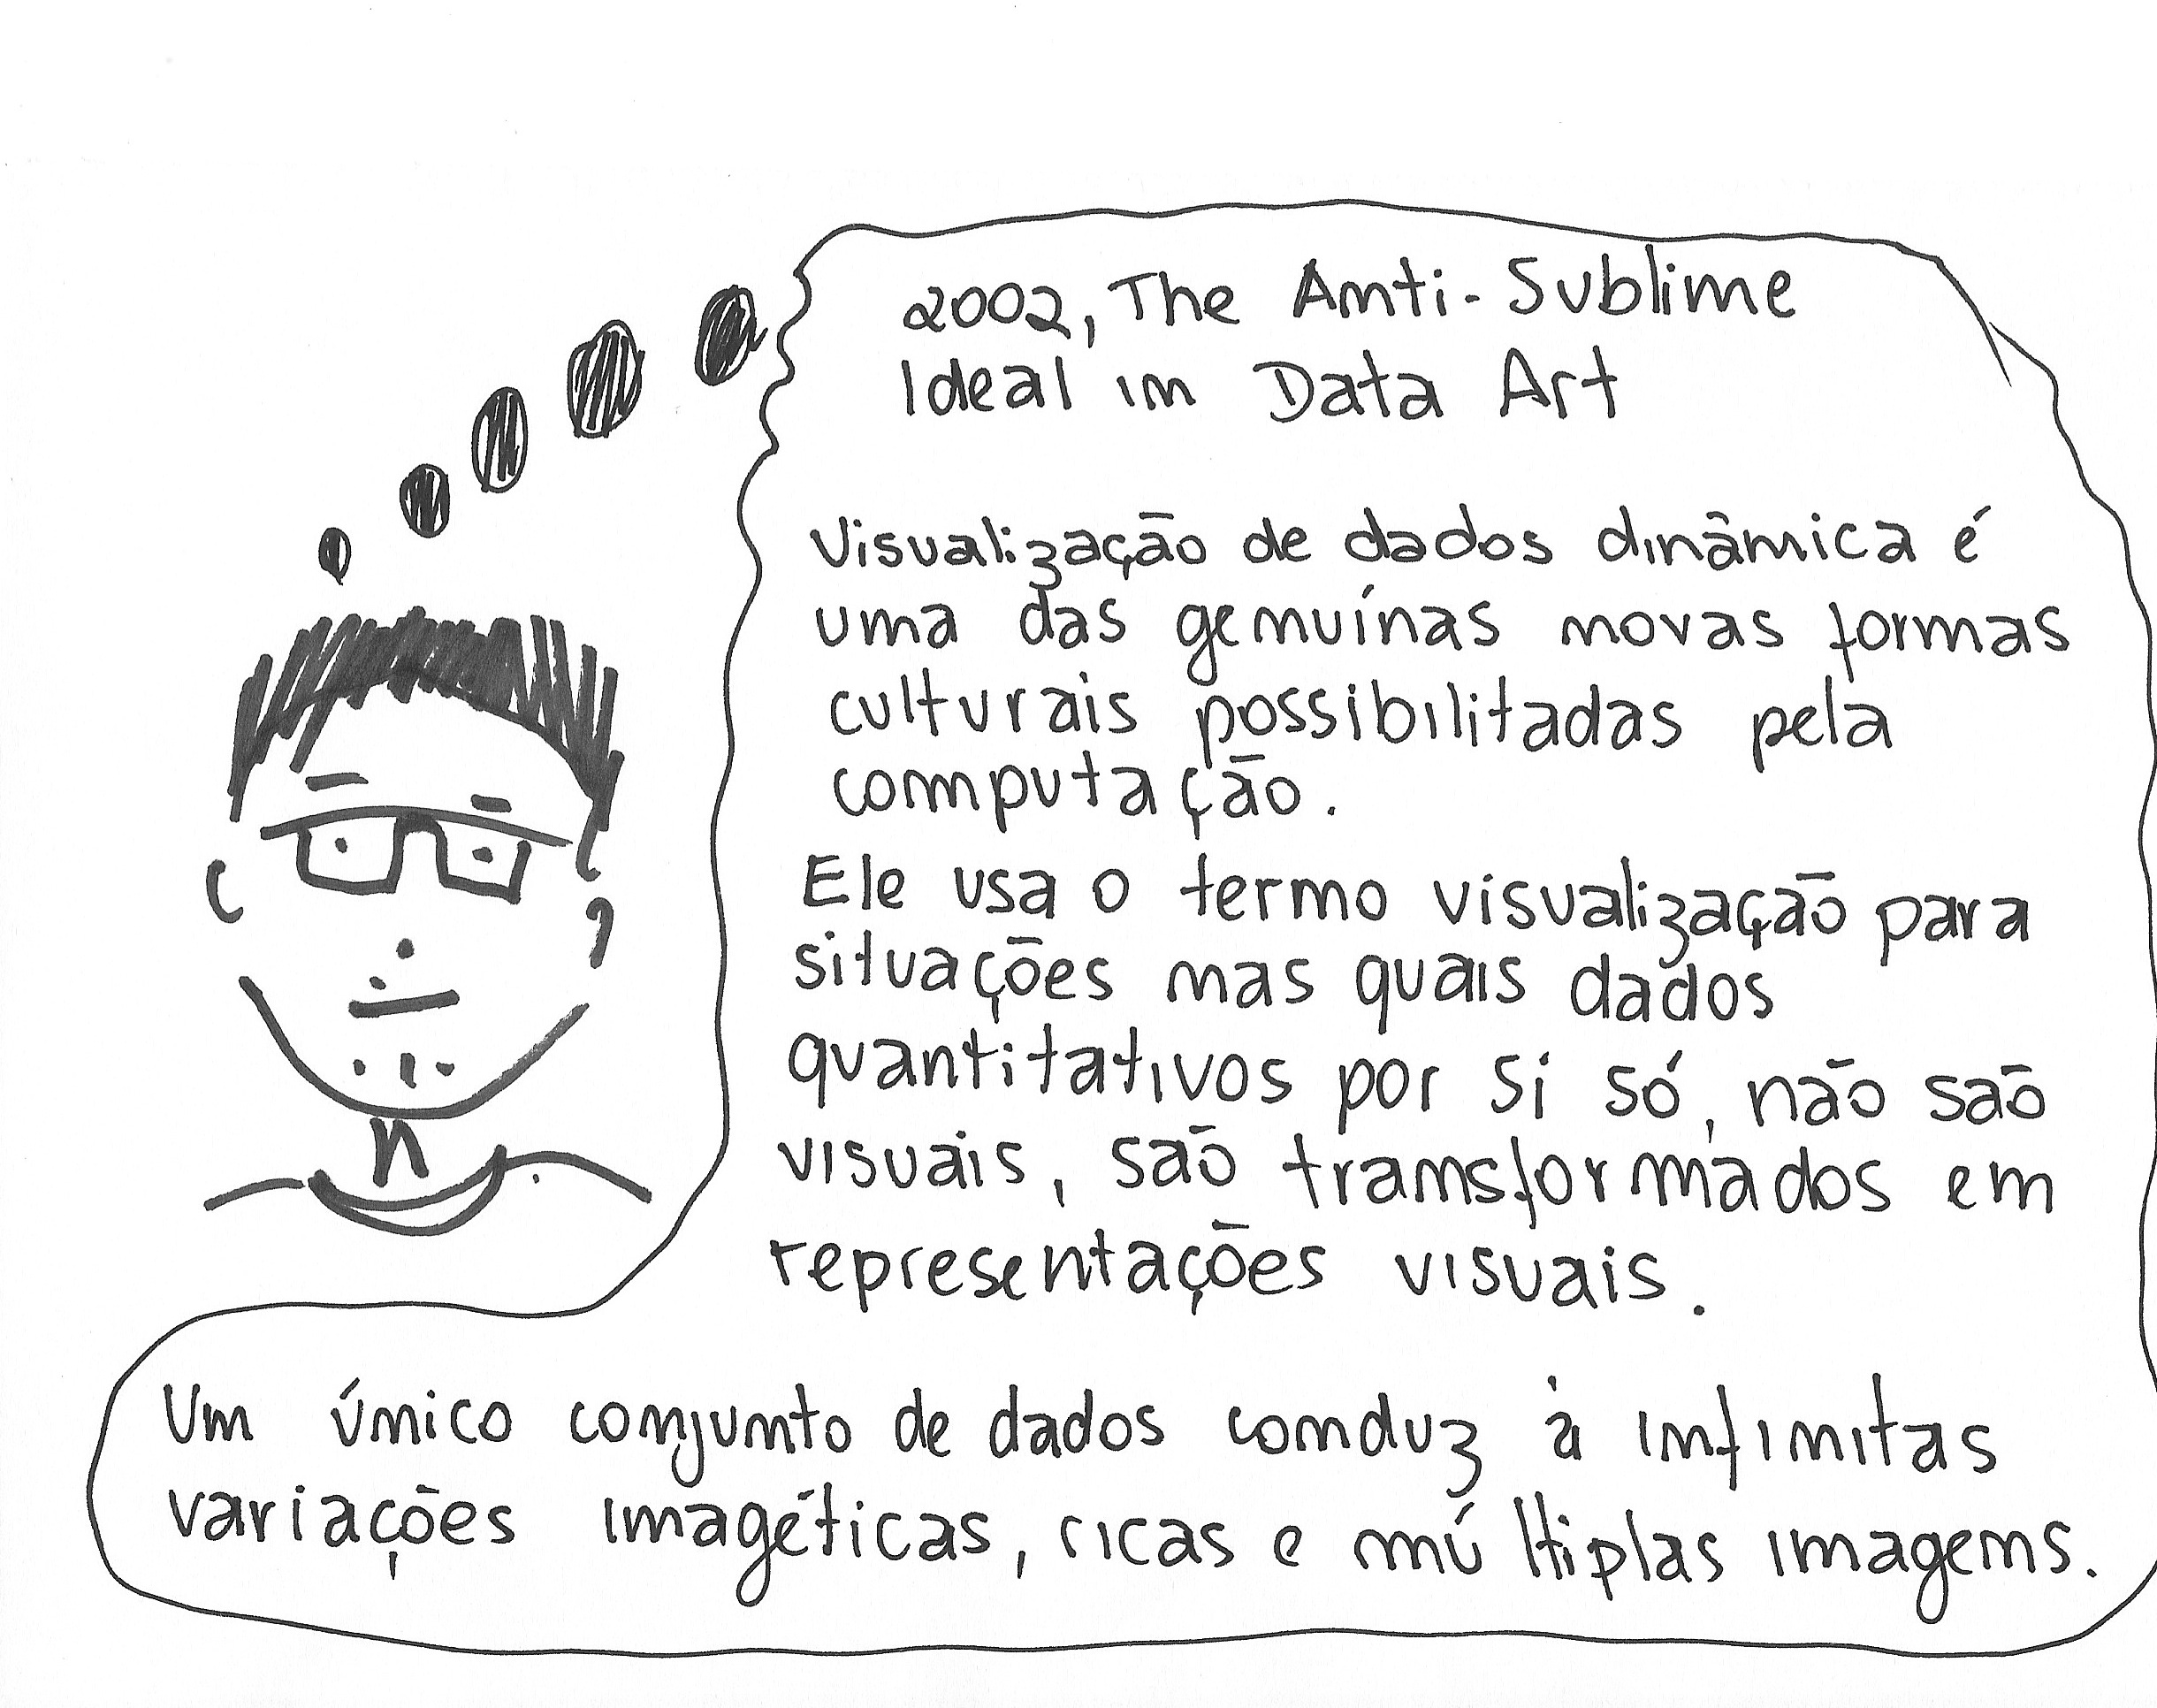 2002, The Anti-Sublime
Ideal in Data Art
Visualização de dados dinâmica é
uma das genuínas novas formas
culturais possibilitadas pela
computação.
Ele usa o termo visualização para
situações nas quais dados
quantitativos por si só, não são
visuais, são transformados em
representações visuais.
Um único conjunto de dados conduz à infinitas
variações imagéticas, ricas e múltiplas imagens.